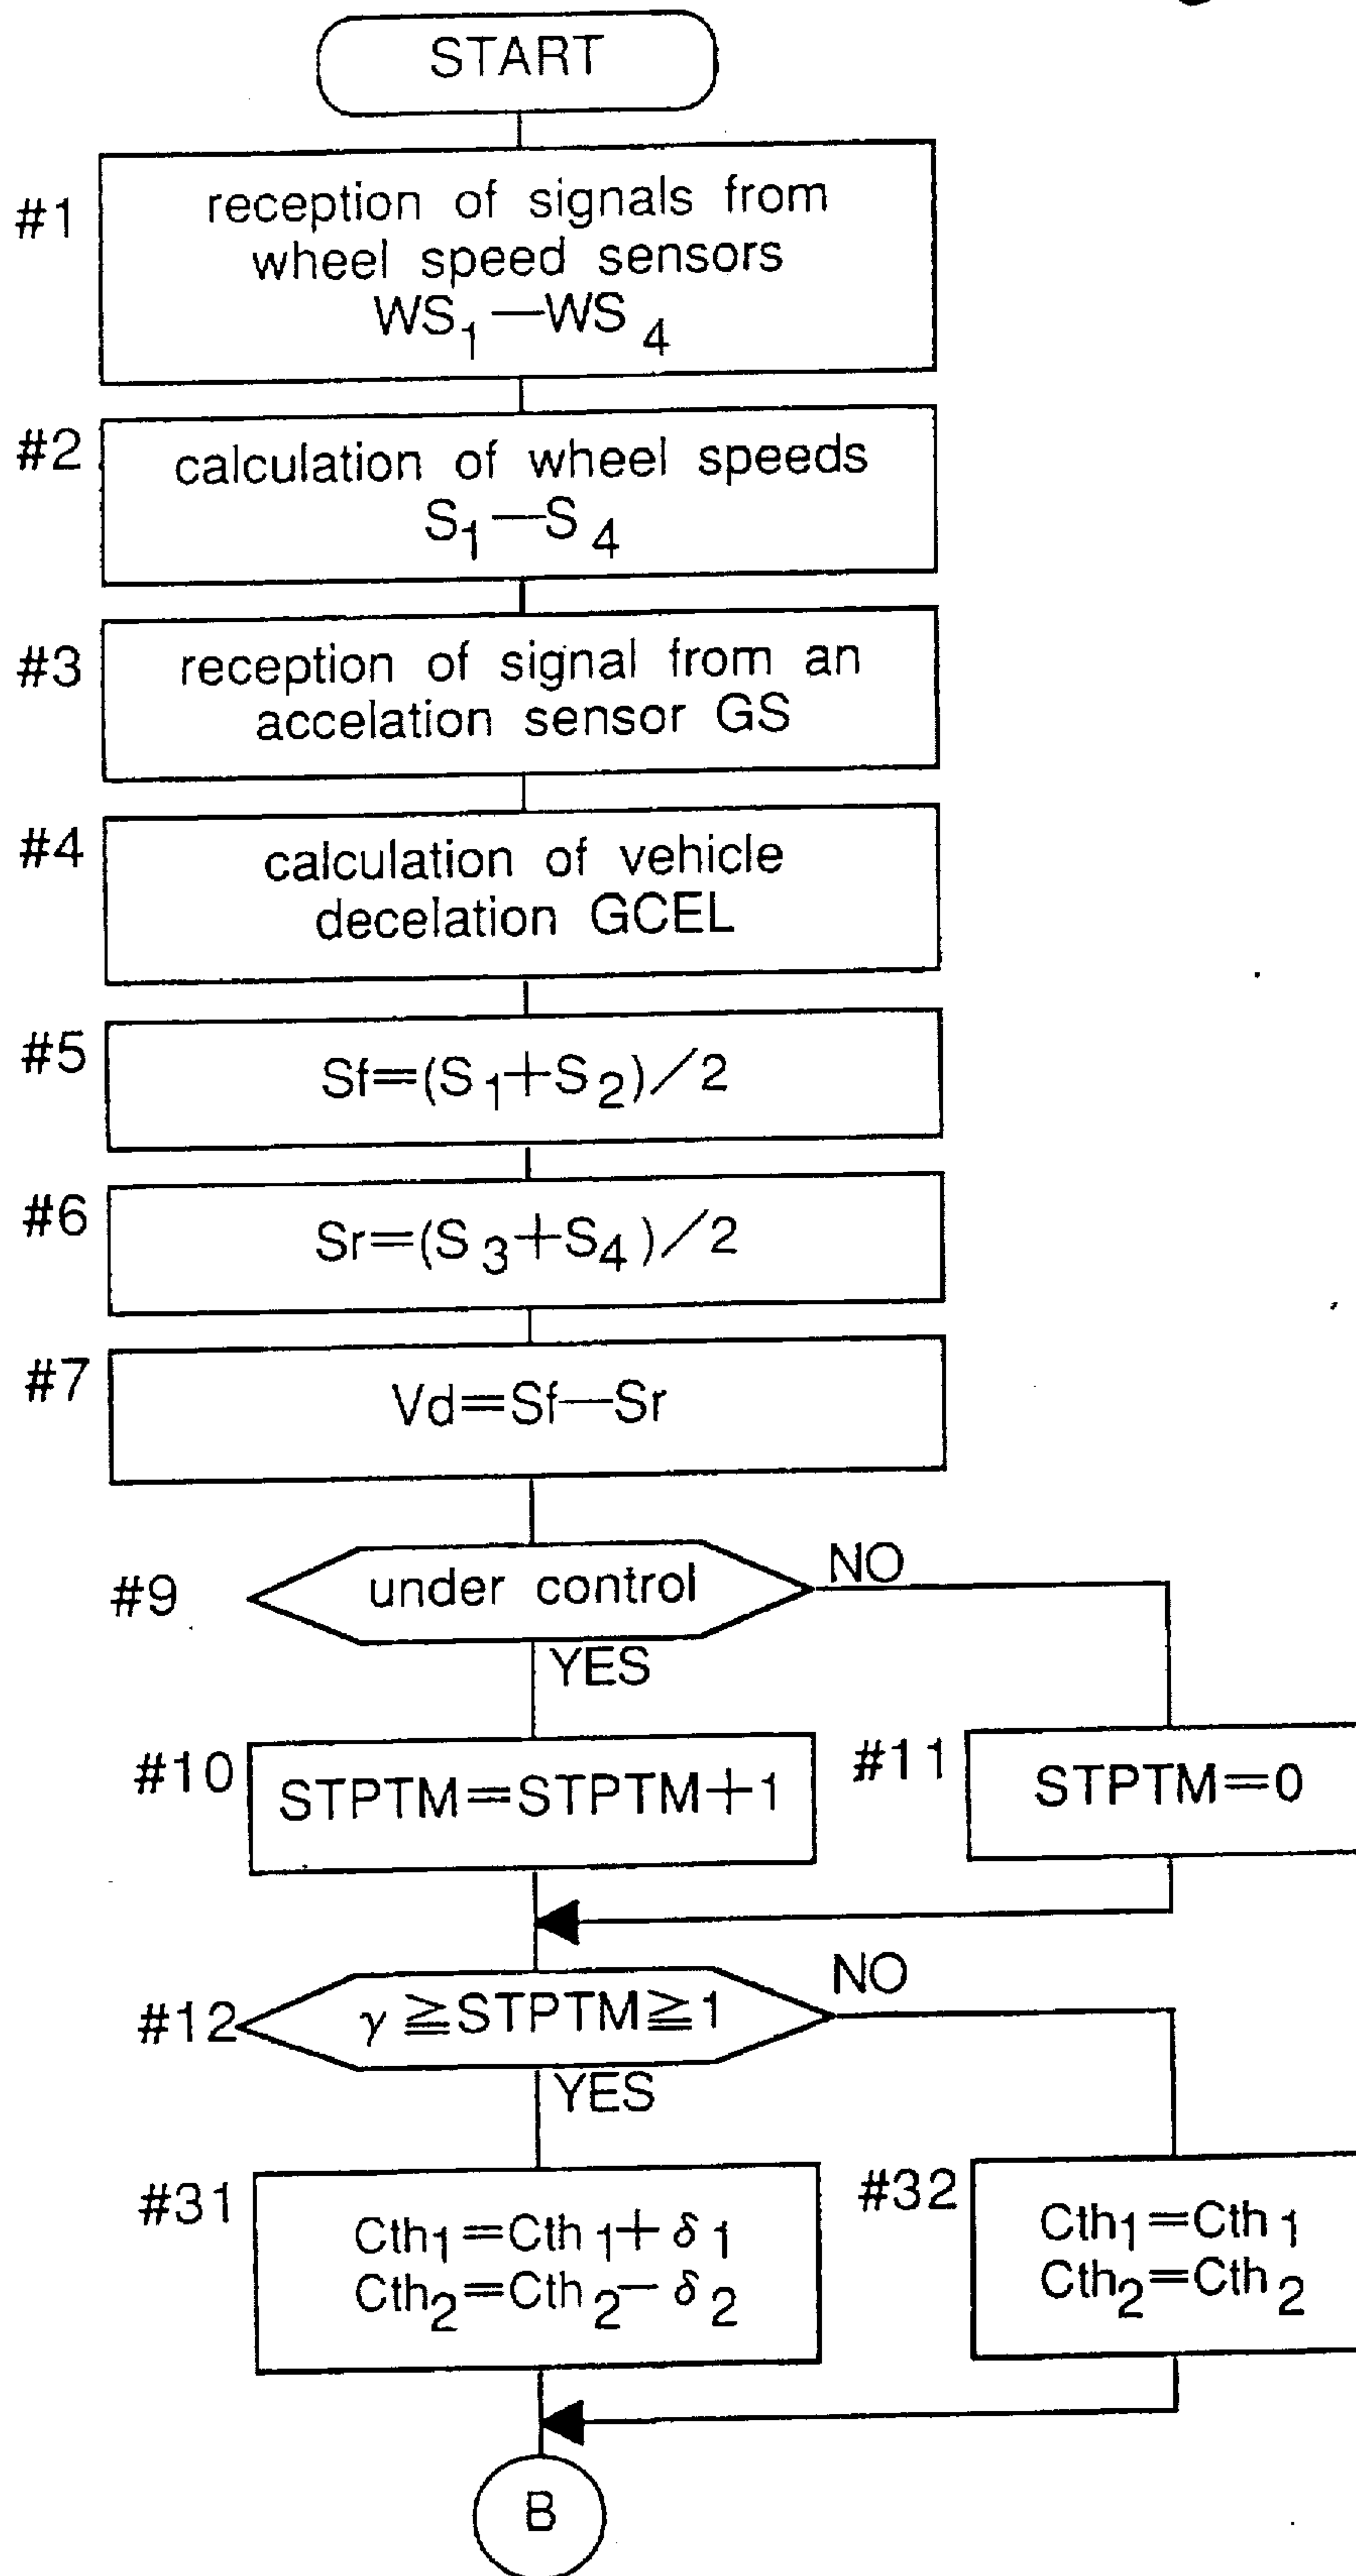 START
#1
reception of signals from
wheel speed sensors
WS1—WS4
#2
calculation of wheel speeds
S1—S4
#3
reception of signal from an
accelation sensor GS
#4
calculation of vehicle
decelation GCEL
#5
Sf=(S1+S2)/2
#6
Sr=(S3+S4)/2
#7
Vd=Sf—Sr
#9
under control
NO
YES
#10
STPTM=STPTM+1
#11
STPTM=0
#12
γ≧STPTM≧1
NO
YES
#31
Cth1=Cth1+δ1
Cth2=Cth2-δ2
#32
Cth1=Cth1
Cth2=Cth2
B